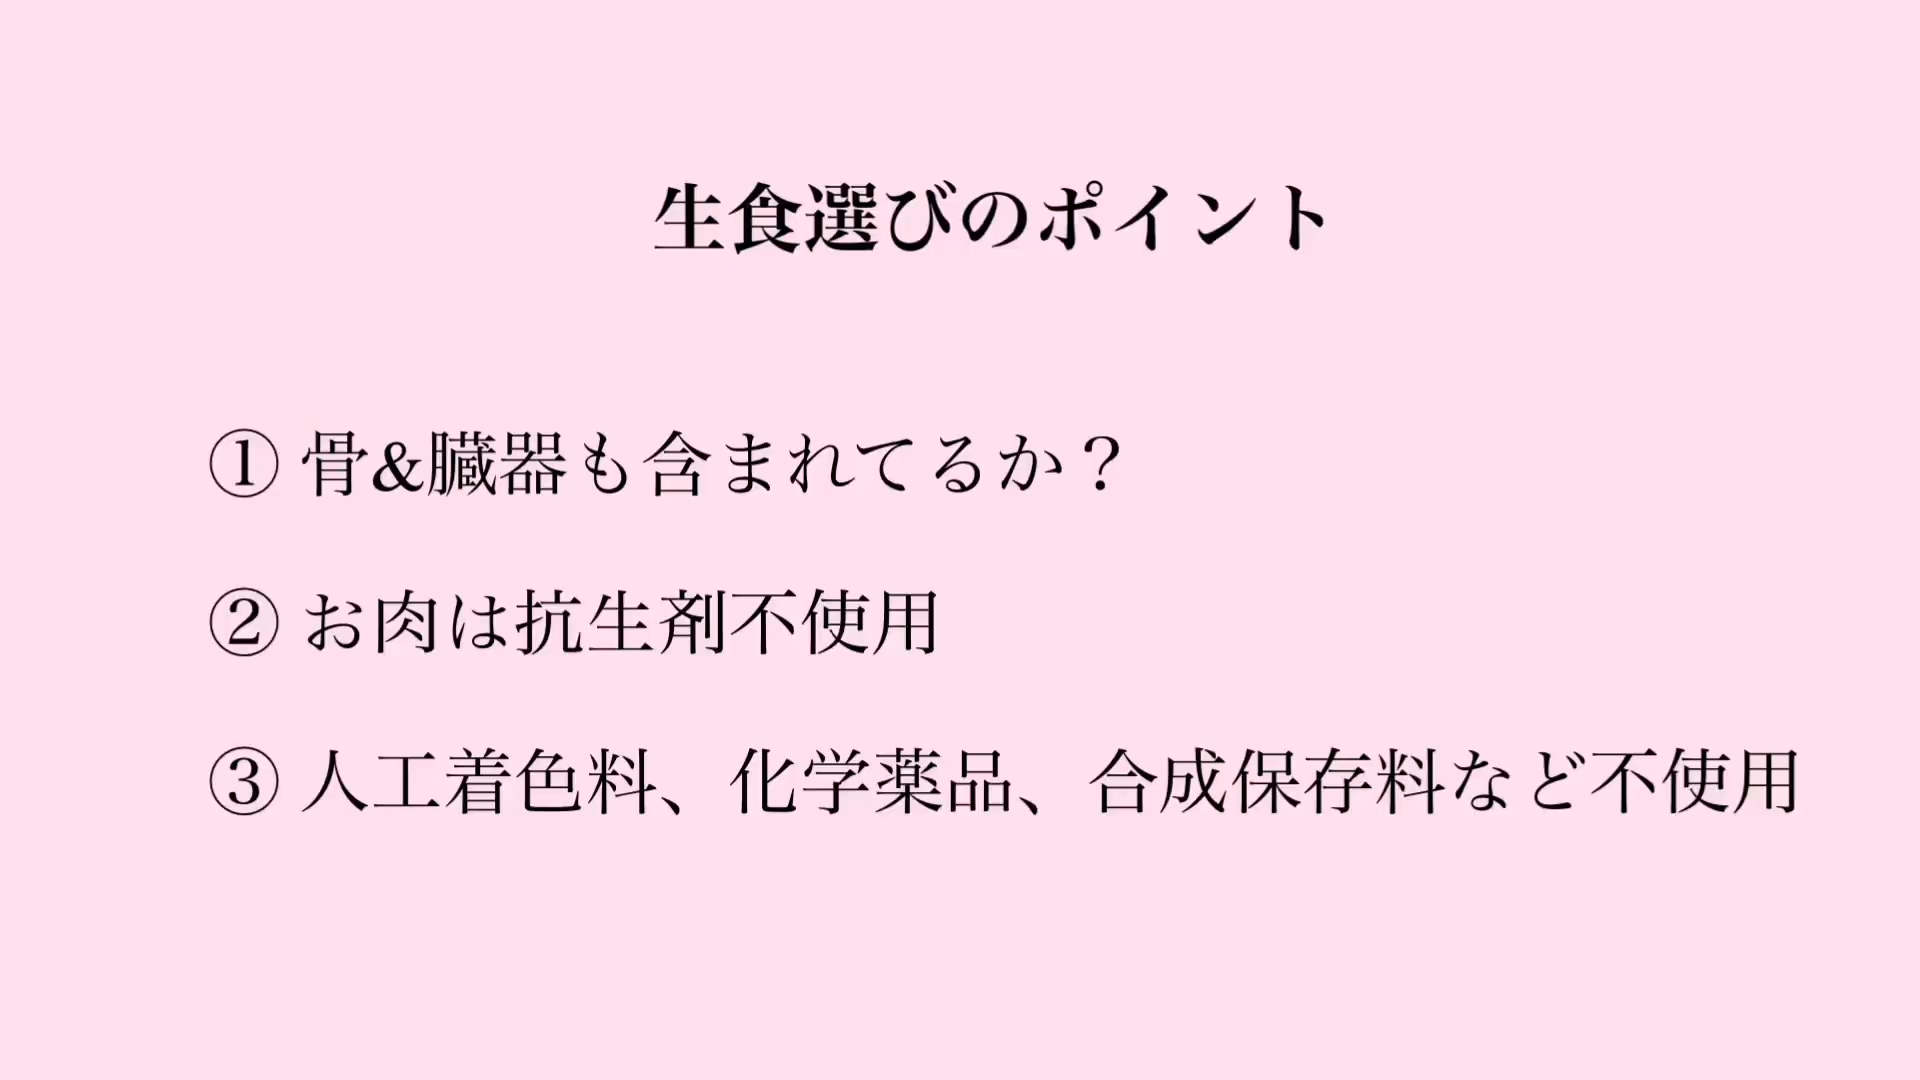 生食選びのポイント
① 骨&臓器も含まれてるか？
② お肉は抗生剤不使用
③ 人工着色料、化学薬品、合成保存料など不使用